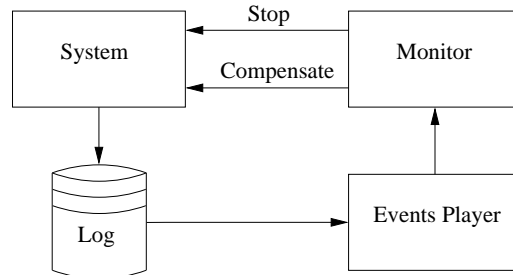 Stop
System
Monitor
Compensate
Log
Events Player